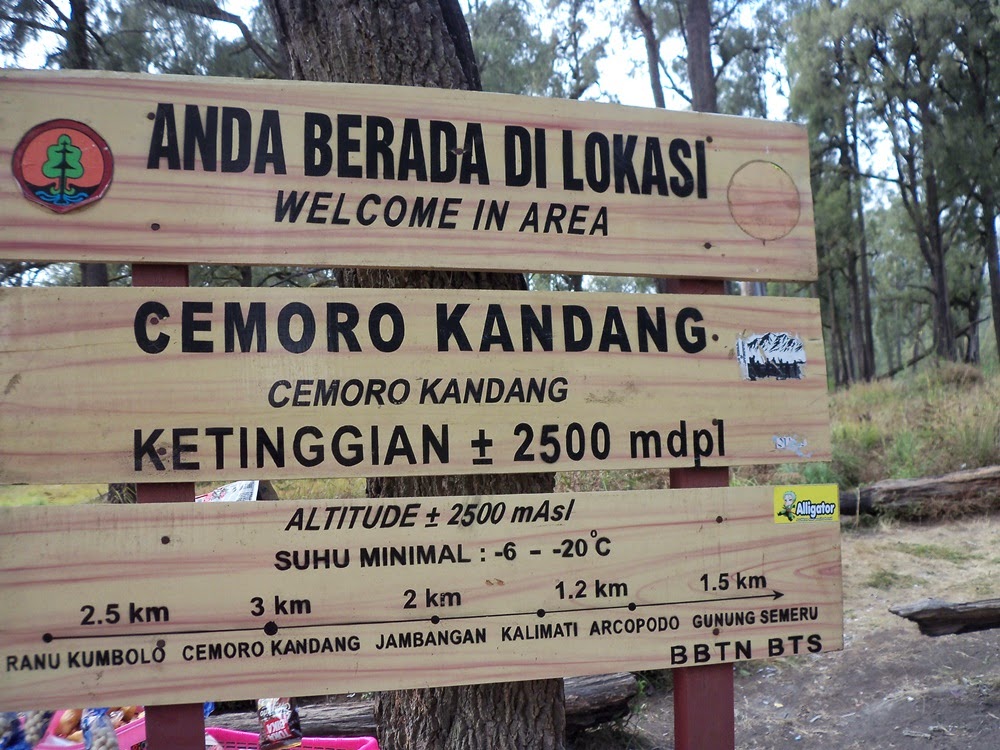 ANDA BERADA DI LOKASI
WELCOME IN AREA
CEMORO KANDANG
CEMORO KANDANG
KETINGGIAN ± 2500 mdpl
ALTITUDE ± 2500 mAsl
Alligator
SUHU MINIMAL : -6 – -20°C
2.5 km 3 km 2 km 1.2 km 1.5 km
RANU KUMBOLO CEMORO KANDANG JAMBANGAN KALIMATI ARCOPODO GUNUNG SEMERU
BBTN BTS